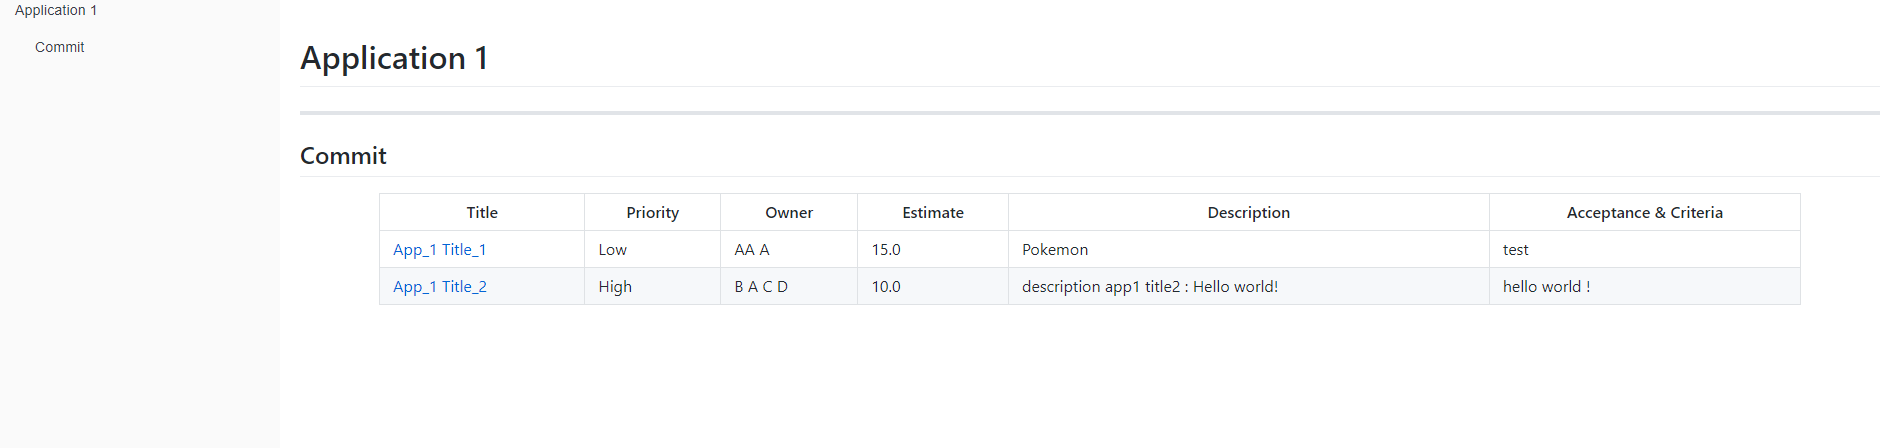 Application 1
Commit
Application 1
Commit
Title Priority Owner Estimate Description Acceptance & Criteria
App_1 Title_1 Low AA A 15.0 Pokemon test
App_1 Title_2 High B A C D 10.0 description app1 title2 : Hello world! hello world !